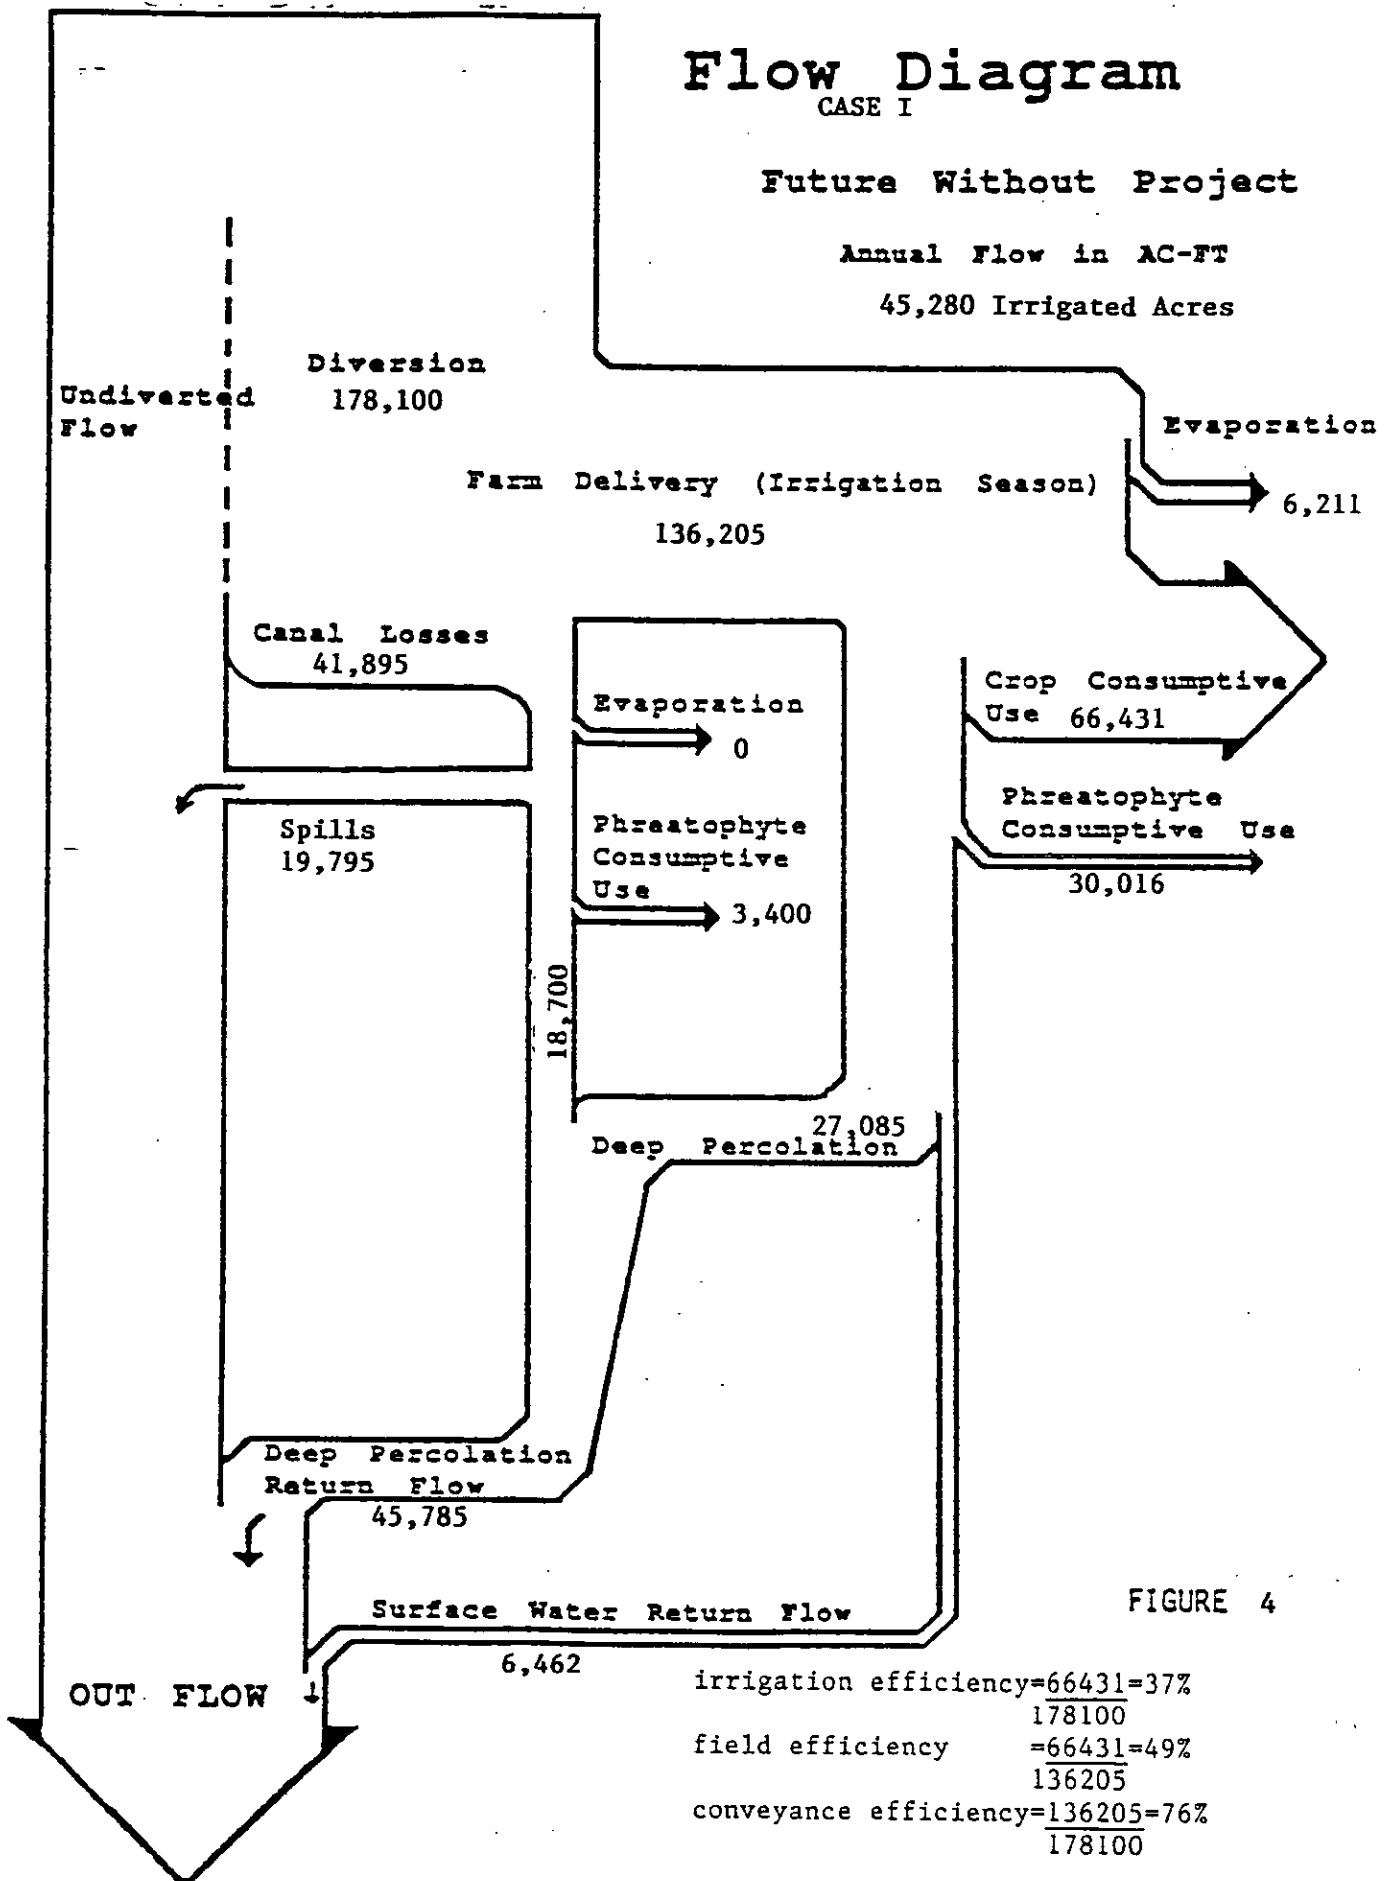 Flow Diagram
CASE I
Future Without Project
Annual Flow in AC-FT
45,280 Irrigated Acres
Diversion
178,100
Undiverted
Flow
Evaporation
6,211
Farm Delivery (Irrigation Season)
136,205
Canal Losses
41,895
Evaporation
0
Crop Consumptive
Use 66,431
Spills
19,795
Phreatophyte
Consumptive
Use
3,400
Phreatophyte
Consumptive Use
30,016
18,700
27,085
Deep Percolation
Deep Percolation
Return Flow
45,785
Surface Water Return Flow
6,462
FIGURE 4
OUT FLOW
irrigation efficiency=66431=37%
178100
field efficiency =66431=49%
136205
conveyance efficiency=136205=76%
178100